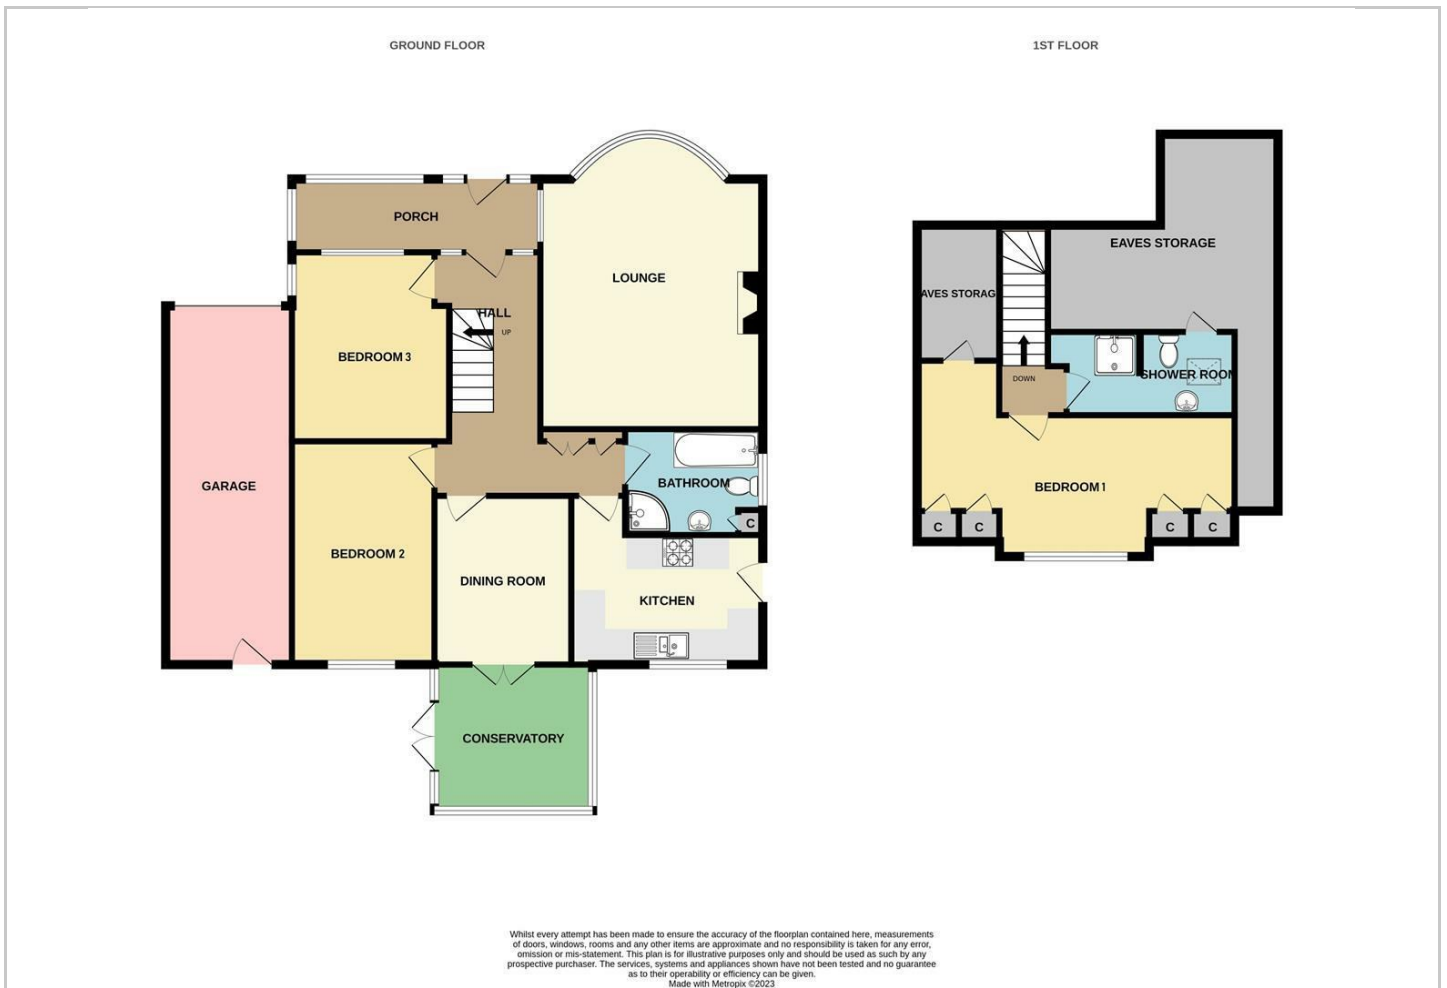 GROUND FLOOR
1ST FLOOR
PORCH
LOUNGE
HALL
UP
BEDROOM 3
GARAGE
BATHROOM
C
BEDROOM 2
DINING ROOM
KITCHEN
CONSERVATORY
EAVES STORAGE
AVES STORAG
DOWN
SHOWER ROOM
BEDROOM 1
C
C
C
C
Whilst every attempt has been made to ensure the accuracy of the floorplan contained here, measurements
of doors, windows, rooms and any other items are approximate and no responsibility is taken for any error,
omission or mis-statement. This plan is for illustrative purposes only and should be used as such by any
prospective purchaser. The services, systems and appliances shown have not been tested and no guarantee
as to their operability or efficiency can be given.
Made with Metropix ©2023